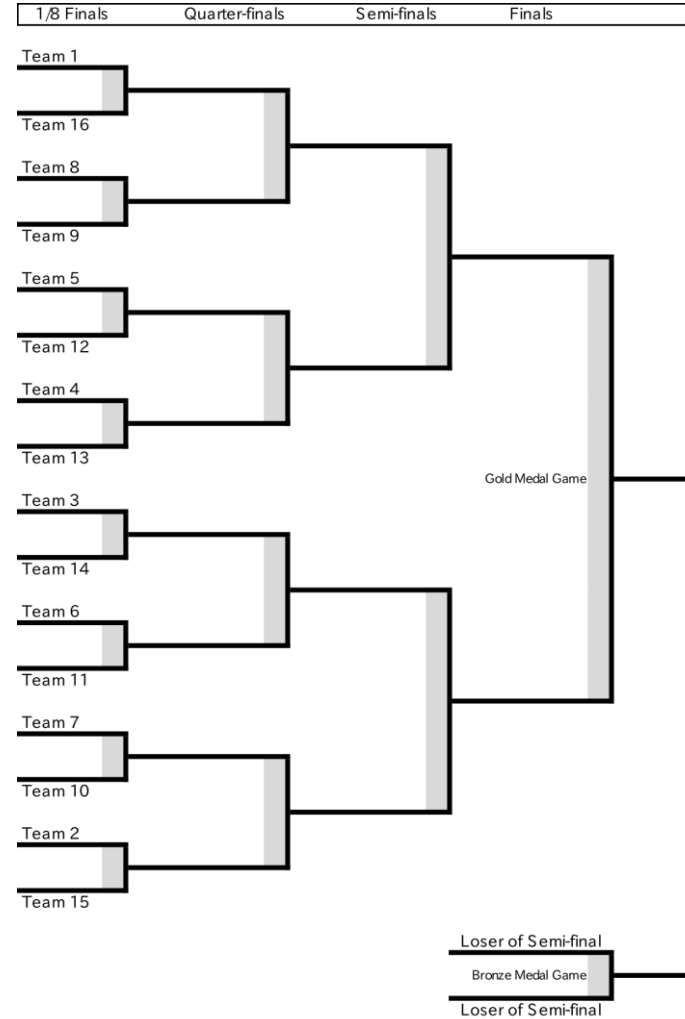 1/8 Finals Quarter-finals Semi-finals Finals
Team 1
Team 16
Team 8
Team 9
Team 5
Team 12
Team 4
Team 13
Gold Medal Game
Team 3
Team 14
Team 6
Team 11
Team 7
Team 10
Team 2
Team 15
Loser of Semi-final
Bronze Medal Game
Loser of Semi-final